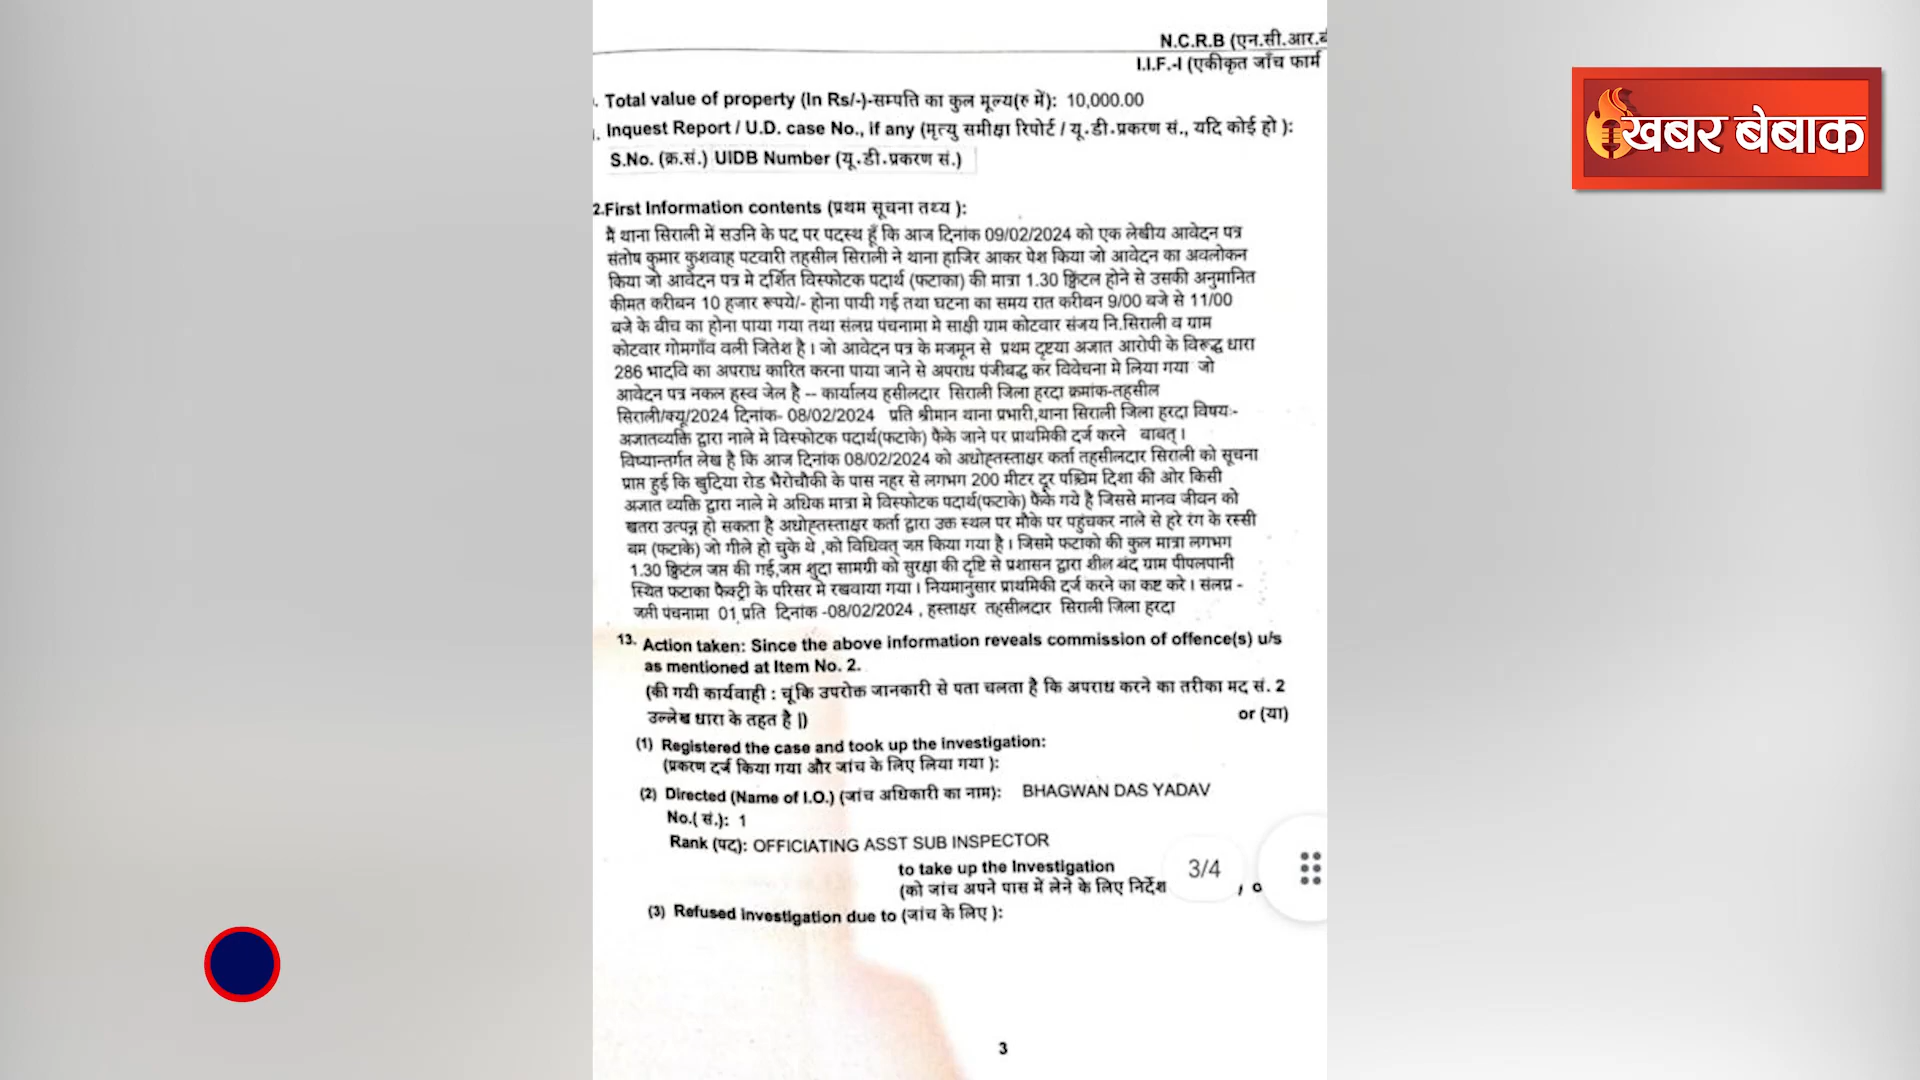 N.C.R.B (एन.सी.आर.ब
I.I.F.-I (एकीकृत जाँच फार्म
खबर बेबाक
. Total value of property (In Rs/-)-सम्पति का कुल मूल्य(रु में): 10,000.00
. Inquest Report / U.D. case No., if any (मृत्यु समीक्षा रिपोर्ट / यू.डी.प्रकरण सं., यदि कोई हो ):
S.No. (क्र.सं.) UIDB Number (यू.डी.प्रकरण सं.)
2.First Information contents (प्रथम सूचना तथ्य ):
मै थाना सिराली में सउनि के पद पर पदस्थ हूँ कि आज दिनांक 09/02/2024 को एक लेखीय आवेदन पत्र
संतोष कुमार कुशवाह पटवारी तहसील सिराली ने थाना हाजिर आकर पेश किया जो आवेदन का अवलोकन
किया जो आवेदन पत्र मे दर्शित विस्फोटक पदार्थ (फटाका) की मात्रा 1.30 क्विंटल होने से उसकी अनुमानित
कीमत करीबन 10 हजार रूपये/- होना पायी गई तथा घटना का समय रात करीबन 9/00 बजे से 11/00
बजे के बीच का होना पाया गया तथा संलग्न पंचनामा मे साक्षी ग्राम कोटवार संजय नि.सिराली व ग्राम
कोटवार गोमगाँव वली जितेश है । जो आवेदन पत्र के मजमून से प्रथम दृष्टया अज्ञात आरोपी के विरूद्ध धारा
286 भादवि का अपराध कारित करना पाया जाने से अपराध पंजीबद्ध कर विवेचना मे लिया गया जो
आवेदन पत्र नकल हस्व जेल है -- कार्यालय हसीलदार सिराली जिला हरदा क्रमांक-तहसील
सिराली/क्यू/2024 दिनांक- 08/02/2024 प्रति श्रीमान थाना प्रभारी,थाना सिराली जिला हरदा विषयः-
अज्ञातव्यक्ति द्वारा नाले मे विस्फोटक पदार्थ(फटाके) फैके जाने पर प्राथमिकी दर्ज करने बाबत् ।
विष्यान्तर्गत लेख है कि आज दिनांक 08/02/2024 को अधोह्तस्ताक्षर कर्ता तहसीलदार सिराली को सूचना
प्राप्त हुई कि खुदिया रोड भैरोचौकी के पास नहर से लगभग 200 मीटर दूर पश्चिम दिशा की ओर किसी
अज्ञात व्यक्ति द्वारा नाले मे अधिक मात्रा मे विस्फोटक पदार्थ(फटाके) फैके गये है जिससे मानव जीवन को
खतरा उत्पन्न हो सकता है अधोह्तस्ताक्षर कर्ता द्वारा उक्त स्थल पर मौके पर पहुंचकर नाले से हरे रंग के रस्सी
बम (फटाके) जो गीले हो चुके थे ,को विधिवत् जप्त किया गया है । जिसमे फटाको की कुल मात्रा लगभग
1.30 क्विंटल जप्त की गई,जप्त शुदा सामग्री को सुरक्षा की दृष्टि से प्रशासन द्वारा शील बंद ग्राम पीपलपानी
स्थित फटाका फैक्ट्री के परिसर मे रखवाया गया । नियमानुसार प्राथमिकी दर्ज करने का कष्ट करे । संलग्न -
जप्ती पंचनामा 01 प्रति दिनांक -08/02/2024 , हस्ताक्षर तहसीलदार सिराली जिला हरदा
13. Action taken: Since the above information reveals commission of offence(s) u/s
as mentioned at Item No. 2.
(की गयी कार्यवाही : चूंकि उपरोक्त जानकारी से पता चलता है कि अपराध करने का तरीका मद सं. 2
उल्लेख धारा के तहत है |) or (या)
(1) Registered the case and took up the investigation:
(प्रकरण दर्ज किया गया और जांच के लिए लिया गया ):
(2) Directed (Name of I.O.) (जांच अधिकारी का नाम): BHAGWAN DAS YADAV
No.( सं.): 1
Rank (पद): OFFICIATING ASST SUB INSPECTOR
to take up the Investigation
(को जांच अपने पास में लेने के लिए निर्देश
3/4
(3) Refused investigation due to (जांच के लिए ):
3